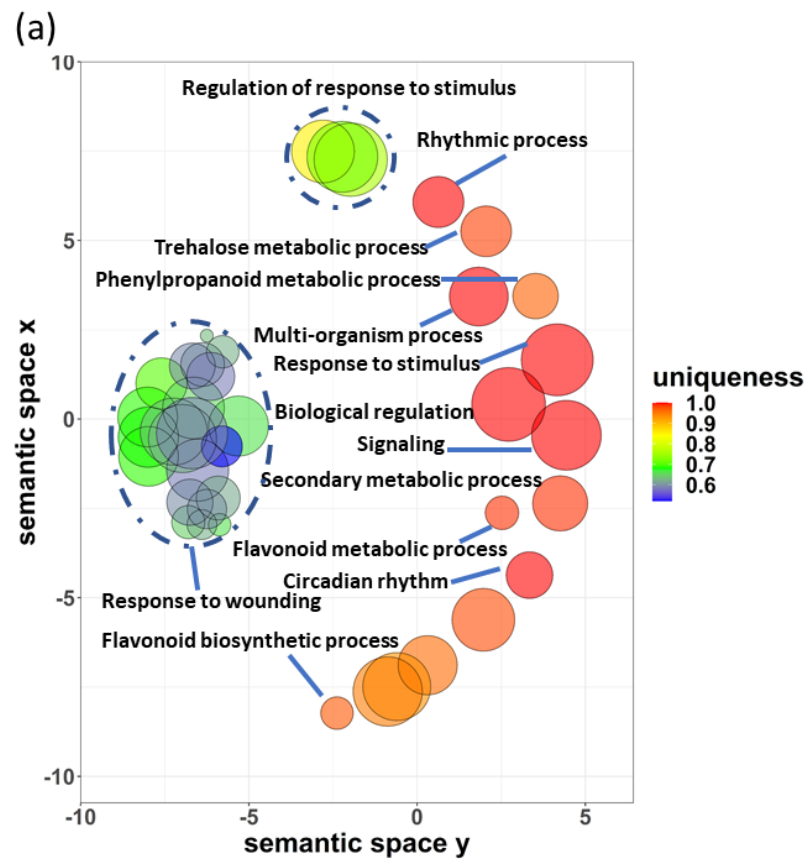 (a)
10
Regulation of response to stimulus
Rhythmic process
5
Trehalose metabolic process
Phenylpropanoid metabolic process
Multi-organism process
Response to stimulus
uniqueness
1.0
0.9
0.8
0.7
0.6
semantic space x
0
Biological regulation
Signaling
Secondary metabolic process
Flavonoid metabolic process
Circadian rhythm
-5
Response to wounding
Flavonoid biosynthetic process
-10
-10
-5
0
5
semantic space y